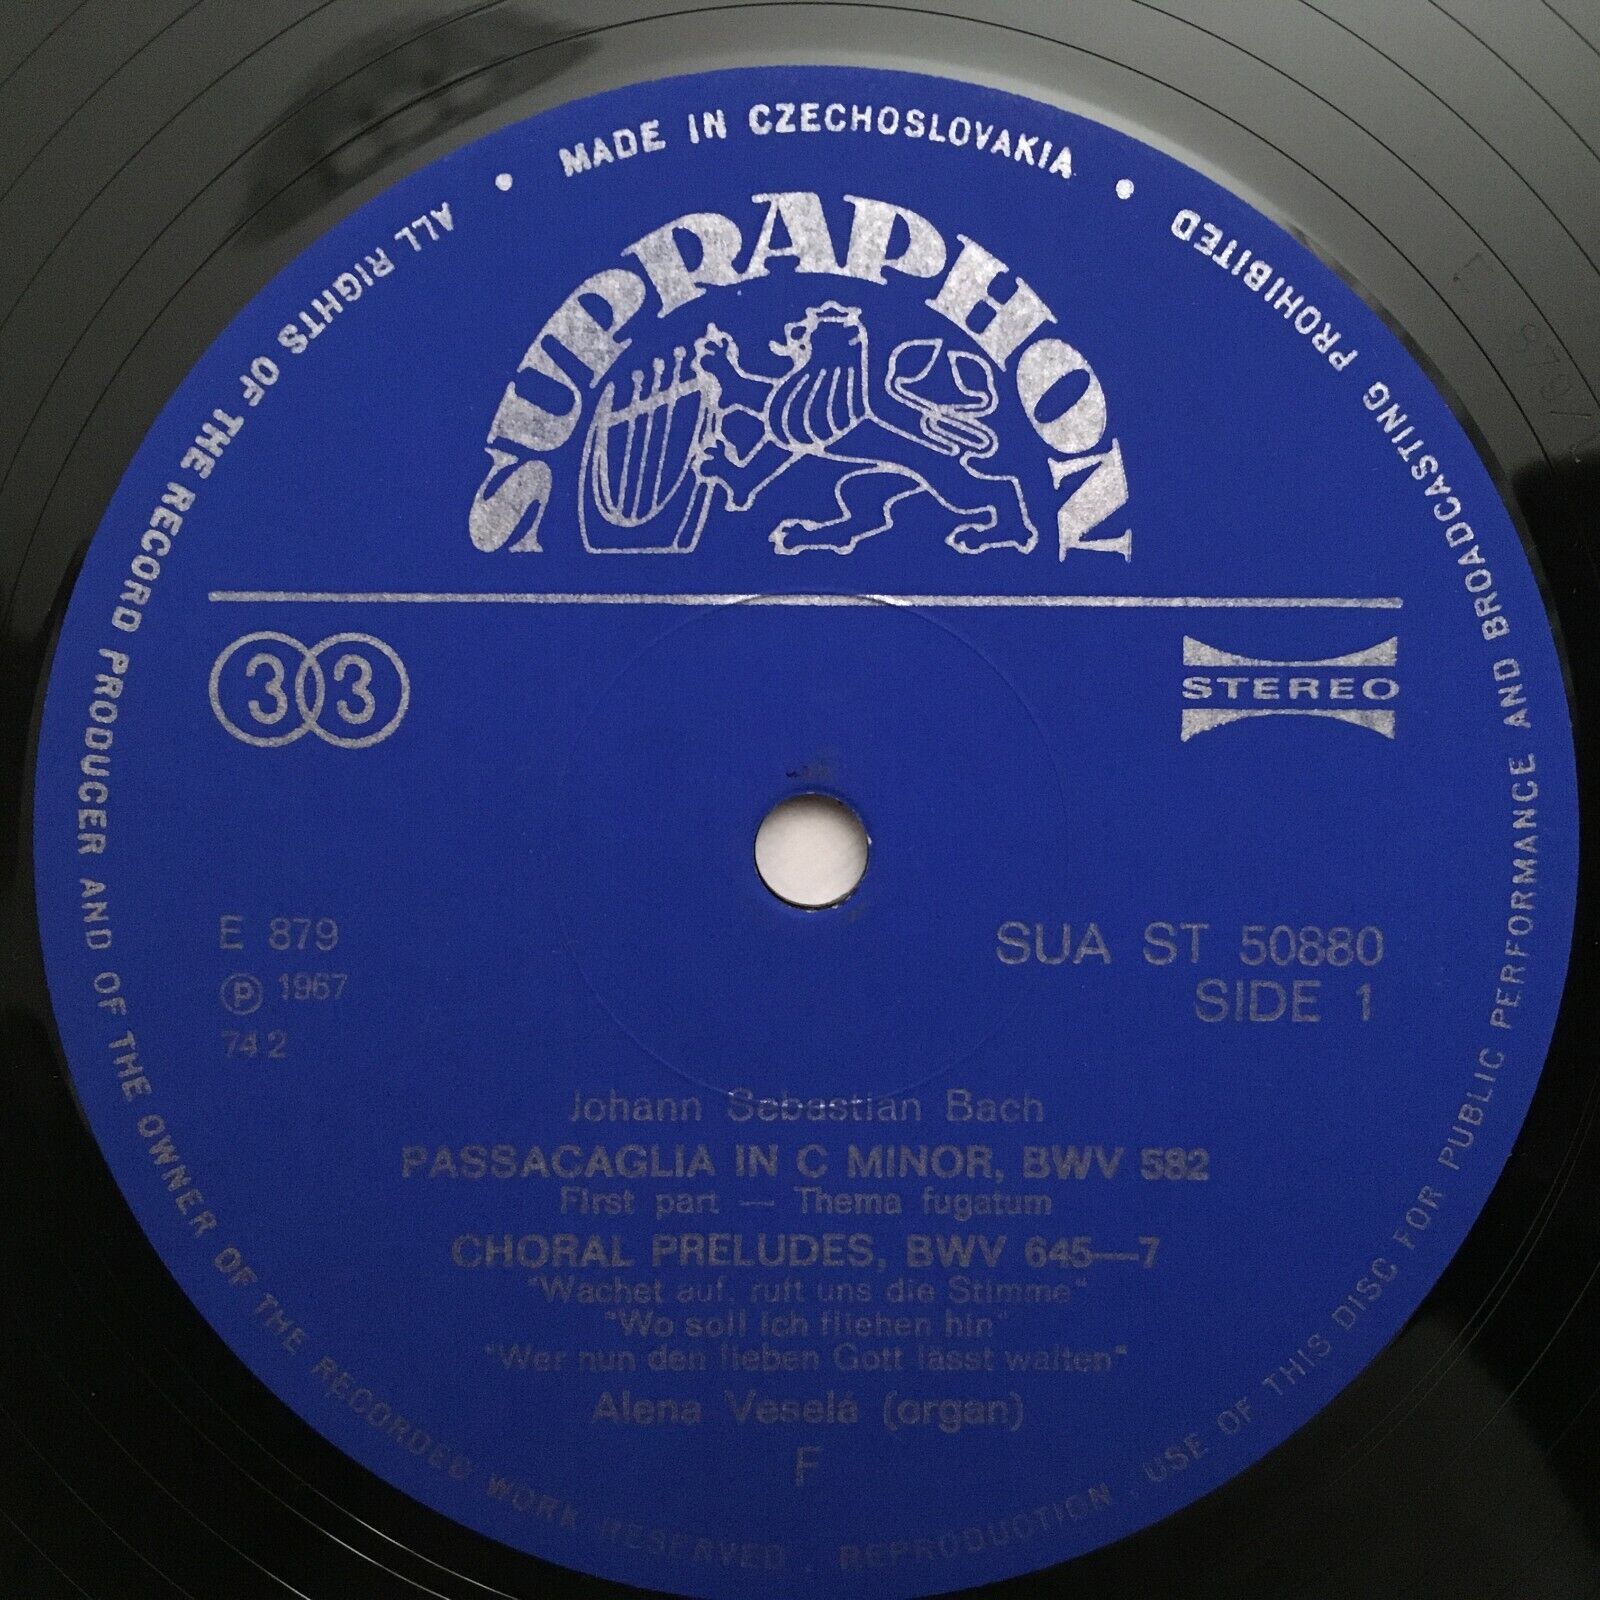 MADE IN CZECHOSLOVAKIA •
ALL RIGHTS OF THE RECORD PRODUCER AND OF THE OWNER OF THE RECORDED WORK RESERVED . REPRODUCTION . USE OF THIS DISC FOR PUBLIC PERFORMANCE AND BROADCASTING PROHIBITED •
SUPRAPHON
33
STEREO
E 879
SUA ST 50880
℗ 1967
SIDE 1
74 2
Johann Sebastian Bach
PASSACAGLIA IN C MINOR, BWV 582
First part — Thema fugatum
CHORAL PRELUDES, BWV 645—7
"Wachet auf, ruft uns die Stimme"
"Wo soll ich fliehen hin"
"Wer nun den lieben Gott lässt walten"
Alena Veselá (organ)
F